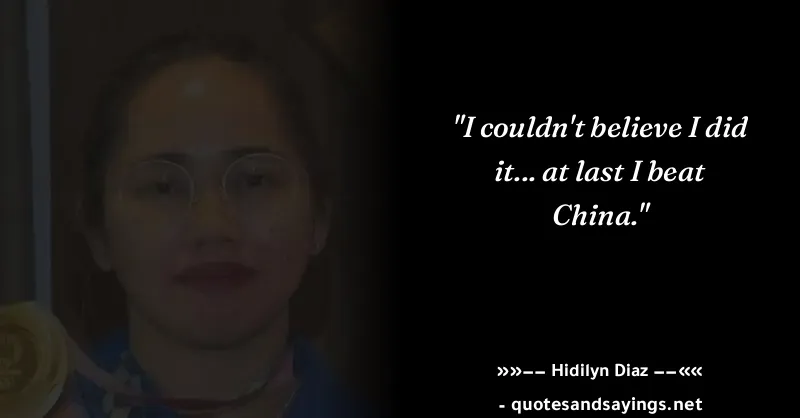 "I couldn't believe I did
it... at last I beat
China."
»»−− Hidilyn Diaz −−««
- quotesandsayings.net